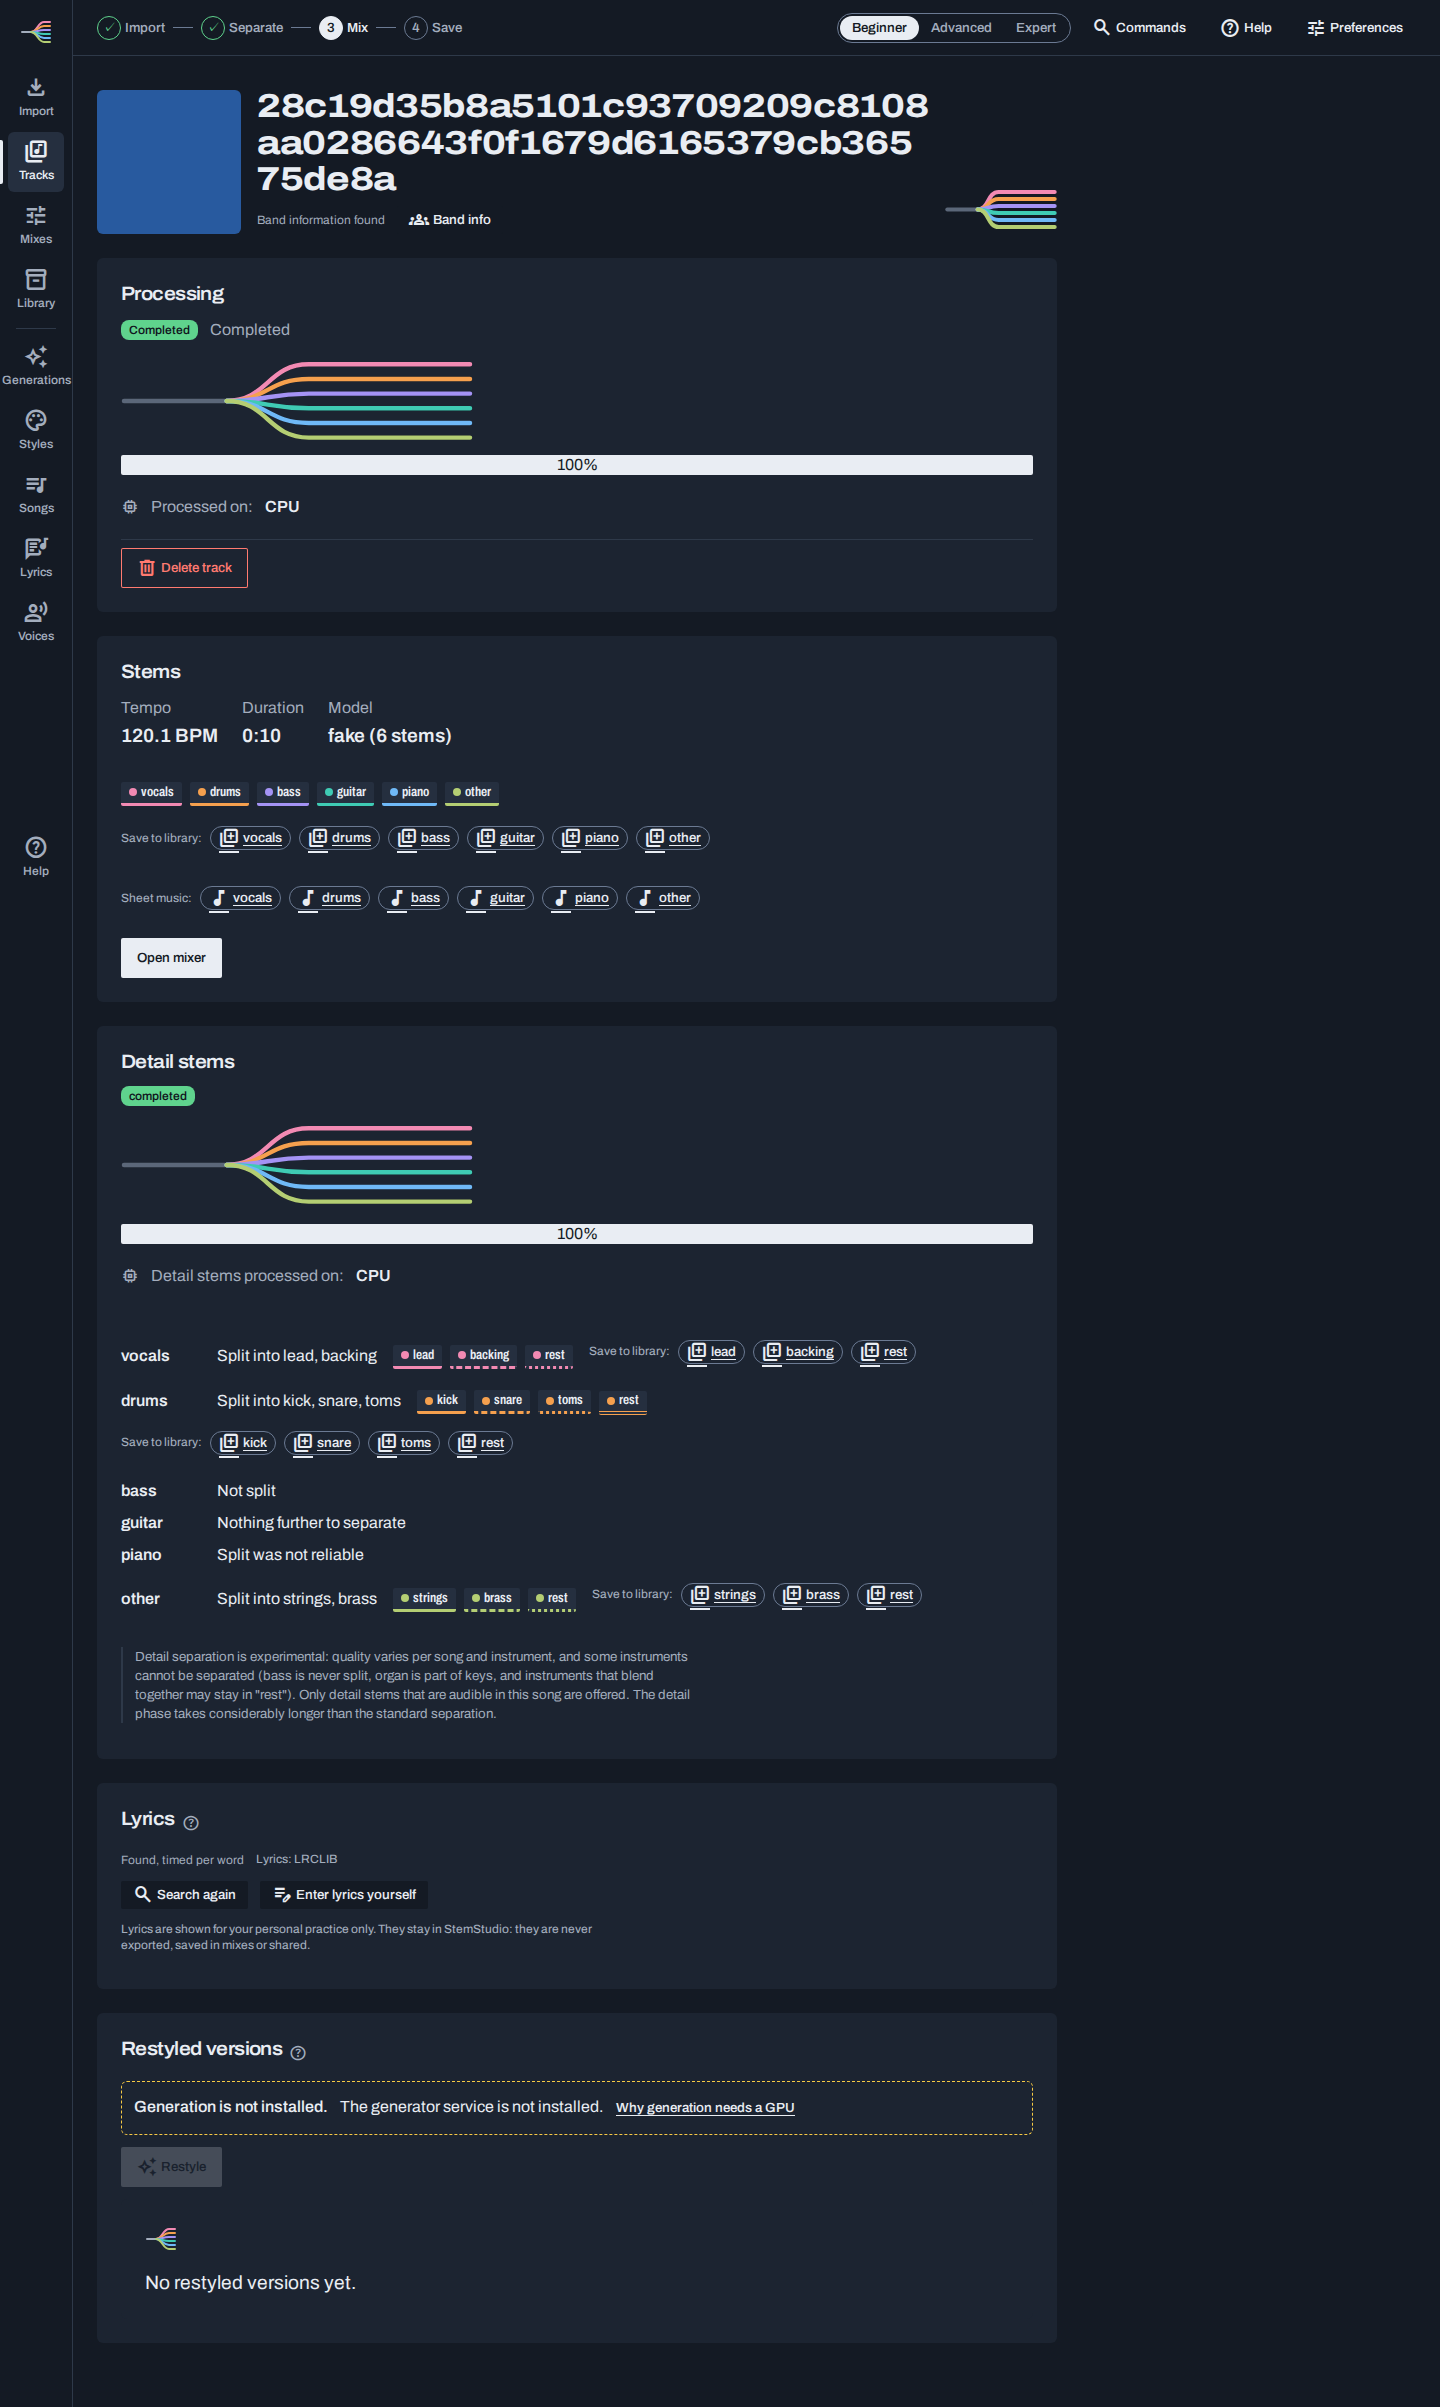 Import
Separate
3 Mix
4 Save
Beginner Advanced Expert
Commands
Help
Preferences
Import
Tracks
Mixes
Library
Generations
Styles
Songs
Lyrics
Voices
Help
28c19d35b8a5101c93709209c8108
aa0286643f0f1679d6165379cb365
75de8a
Band information found Band info
Processing
Completed Completed
100%
Processed on: CPU
Delete track
Stems
Tempo Duration Model
120.1 BPM 0:10 fake (6 stems)
vocals drums bass guitar piano other
Save to library: vocals drums bass guitar piano other
Sheet music: vocals drums bass guitar piano other
Open mixer
Detail stems
completed
100%
Detail stems processed on: CPU
vocals Split into lead, backing lead backing rest Save to library: lead backing rest
drums Split into kick, snare, toms kick snare toms rest
Save to library: kick snare toms rest
bass Not split
guitar Nothing further to separate
piano Split was not reliable
other Split into strings, brass strings brass rest Save to library: strings brass rest
Detail separation is experimental: quality varies per song and instrument, and some instruments
cannot be separated (bass is never split, organ is part of keys, and instruments that blend
together may stay in "rest"). Only detail stems that are audible in this song are offered. The detail
phase takes considerably longer than the standard separation.
Lyrics
Found, timed per word Lyrics: LRCLIB
Search again Enter lyrics yourself
Lyrics are shown for your personal practice only. They stay in StemStudio: they are never
exported, saved in mixes or shared.
Restyled versions
Generation is not installed. The generator service is not installed. Why generation needs a GPU
Restyle
No restyled versions yet.